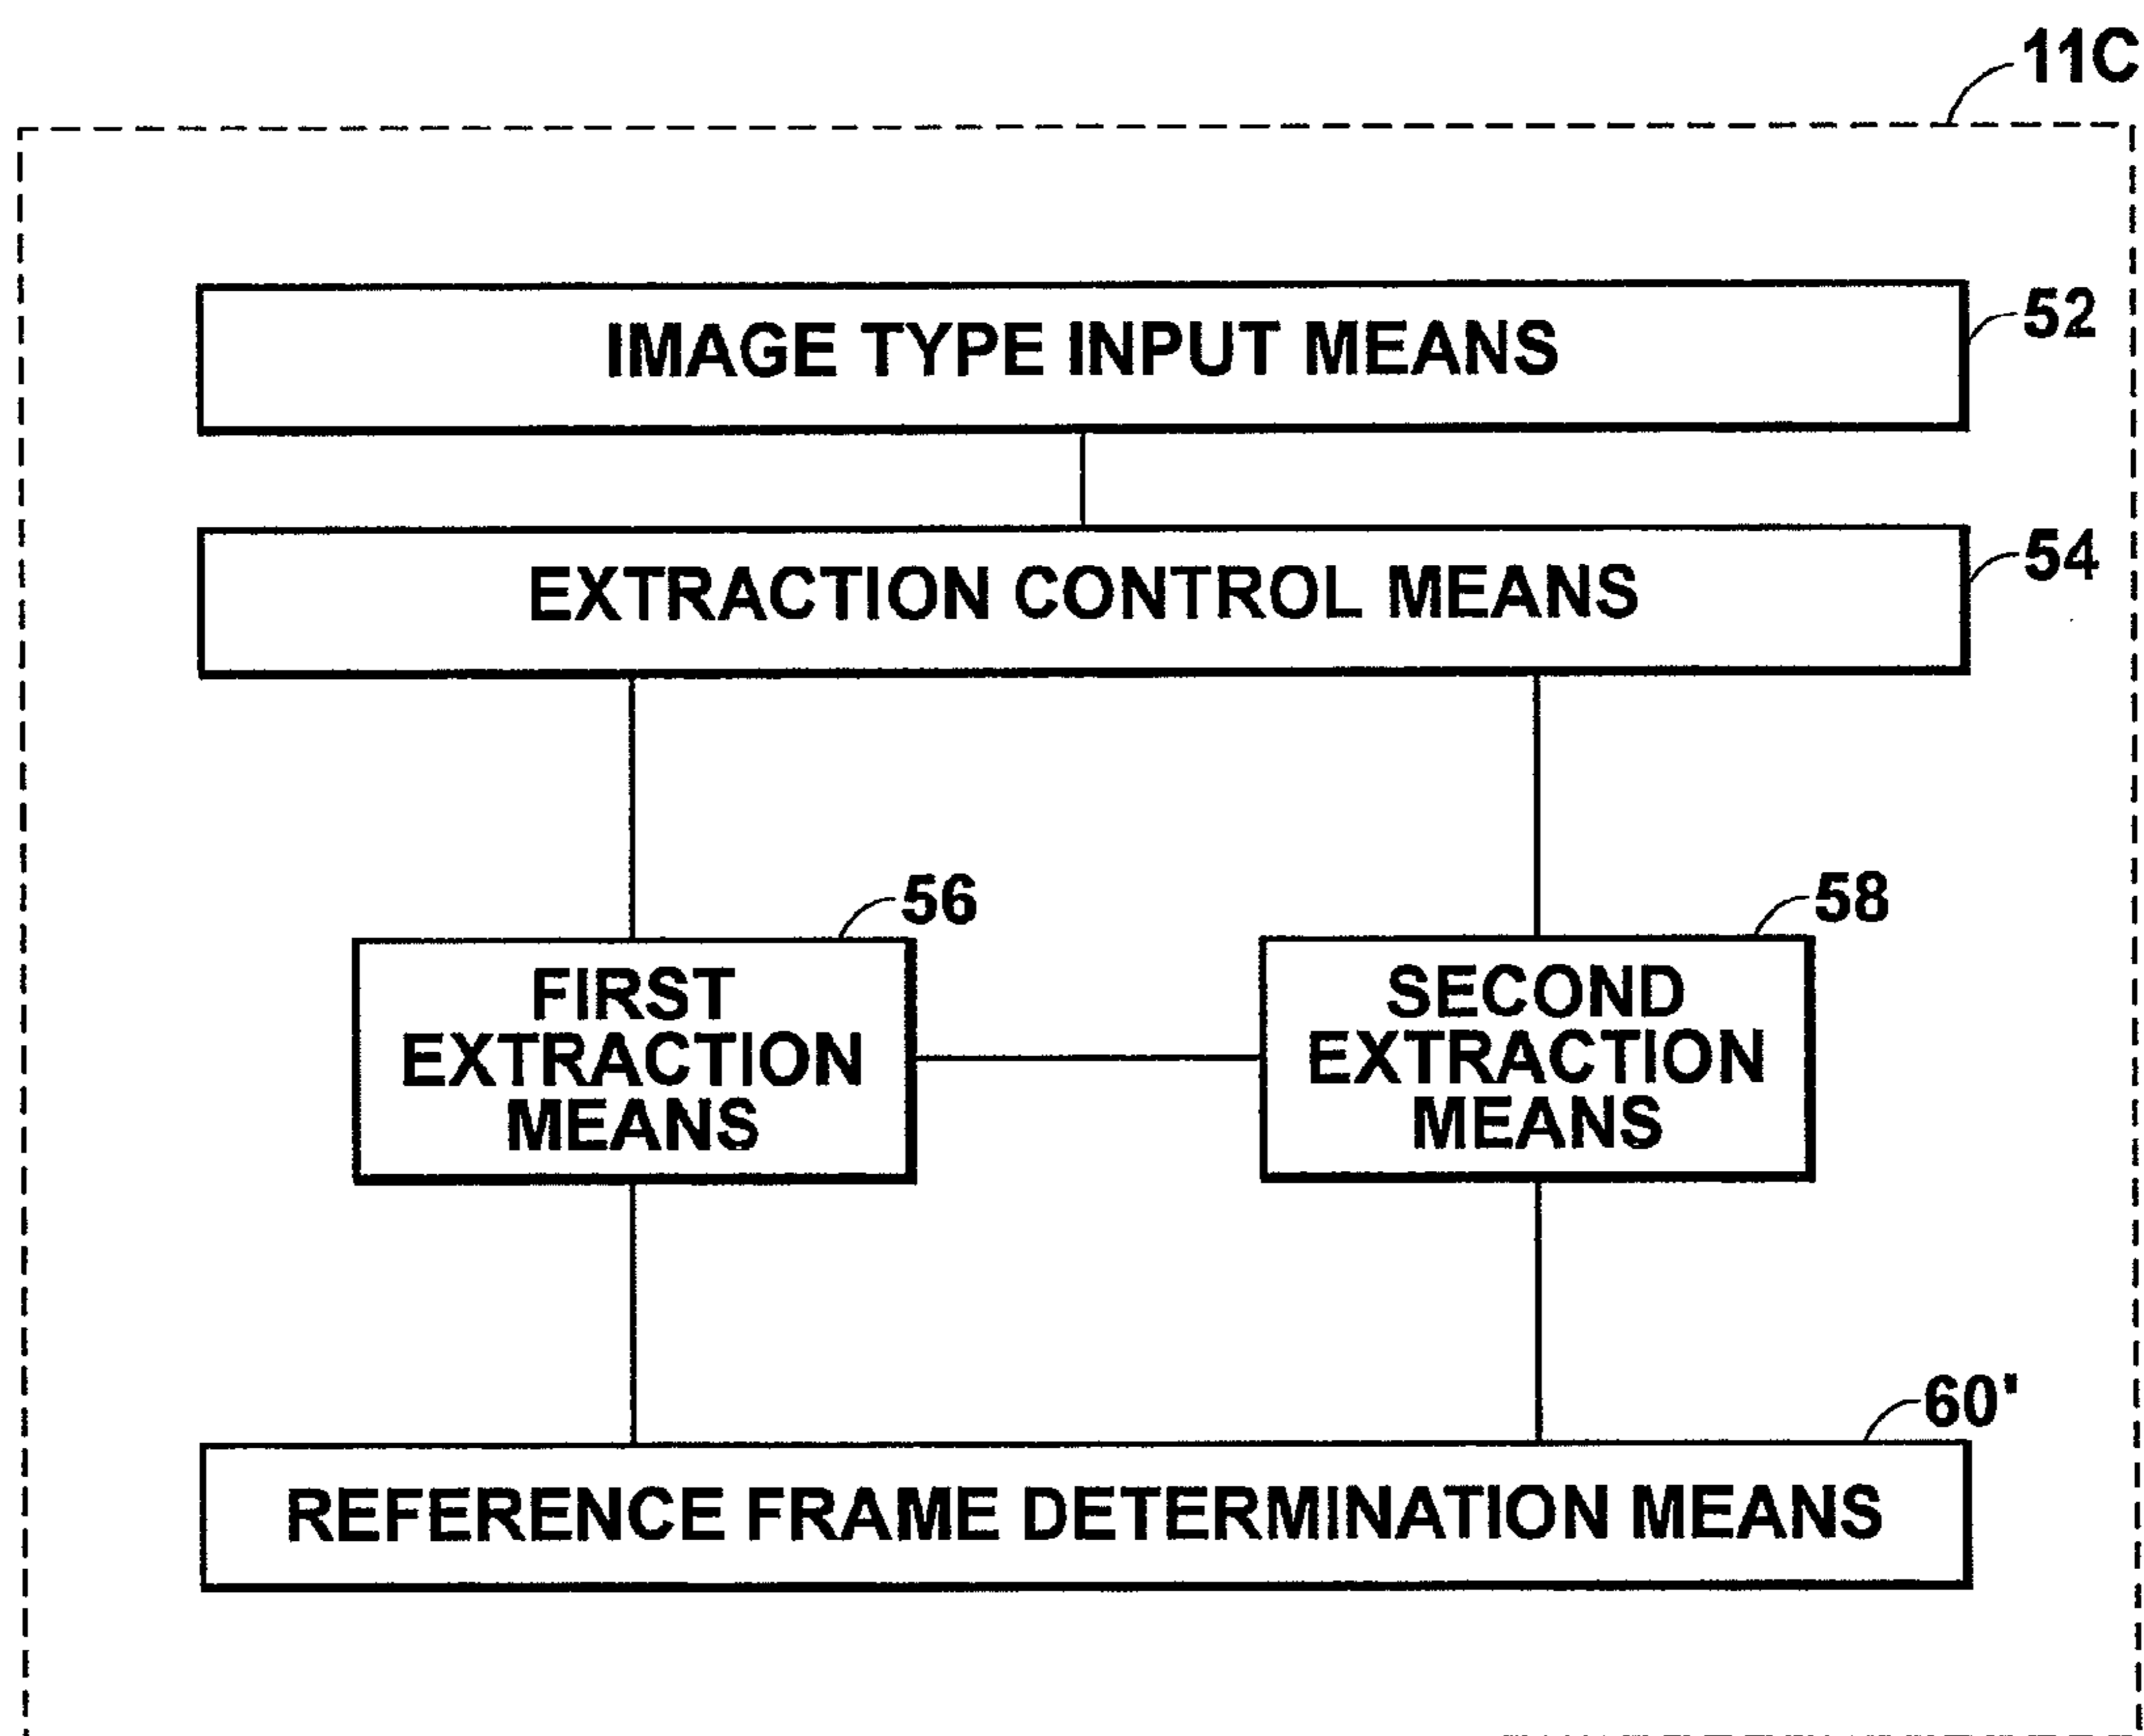 11C
IMAGE TYPE INPUT MEANS
52
EXTRACTION CONTROL MEANS
54
56
58
FIRST
EXTRACTION
MEANS
SECOND
EXTRACTION
MEANS
60'
REFERENCE FRAME DETERMINATION MEANS